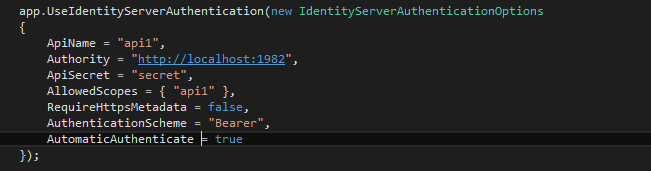 app.UseIdentityServerAuthentication(new IdentityServerAuthenticationOptions
{
ApiName = "api1",
Authority = "http://localhost:1982",
ApiSecret = "secret",
AllowedScopes = { "api1" },
RequireHttpsMetadata = false,
AuthenticationScheme = "Bearer",
AutomaticAuthenticate = true
});